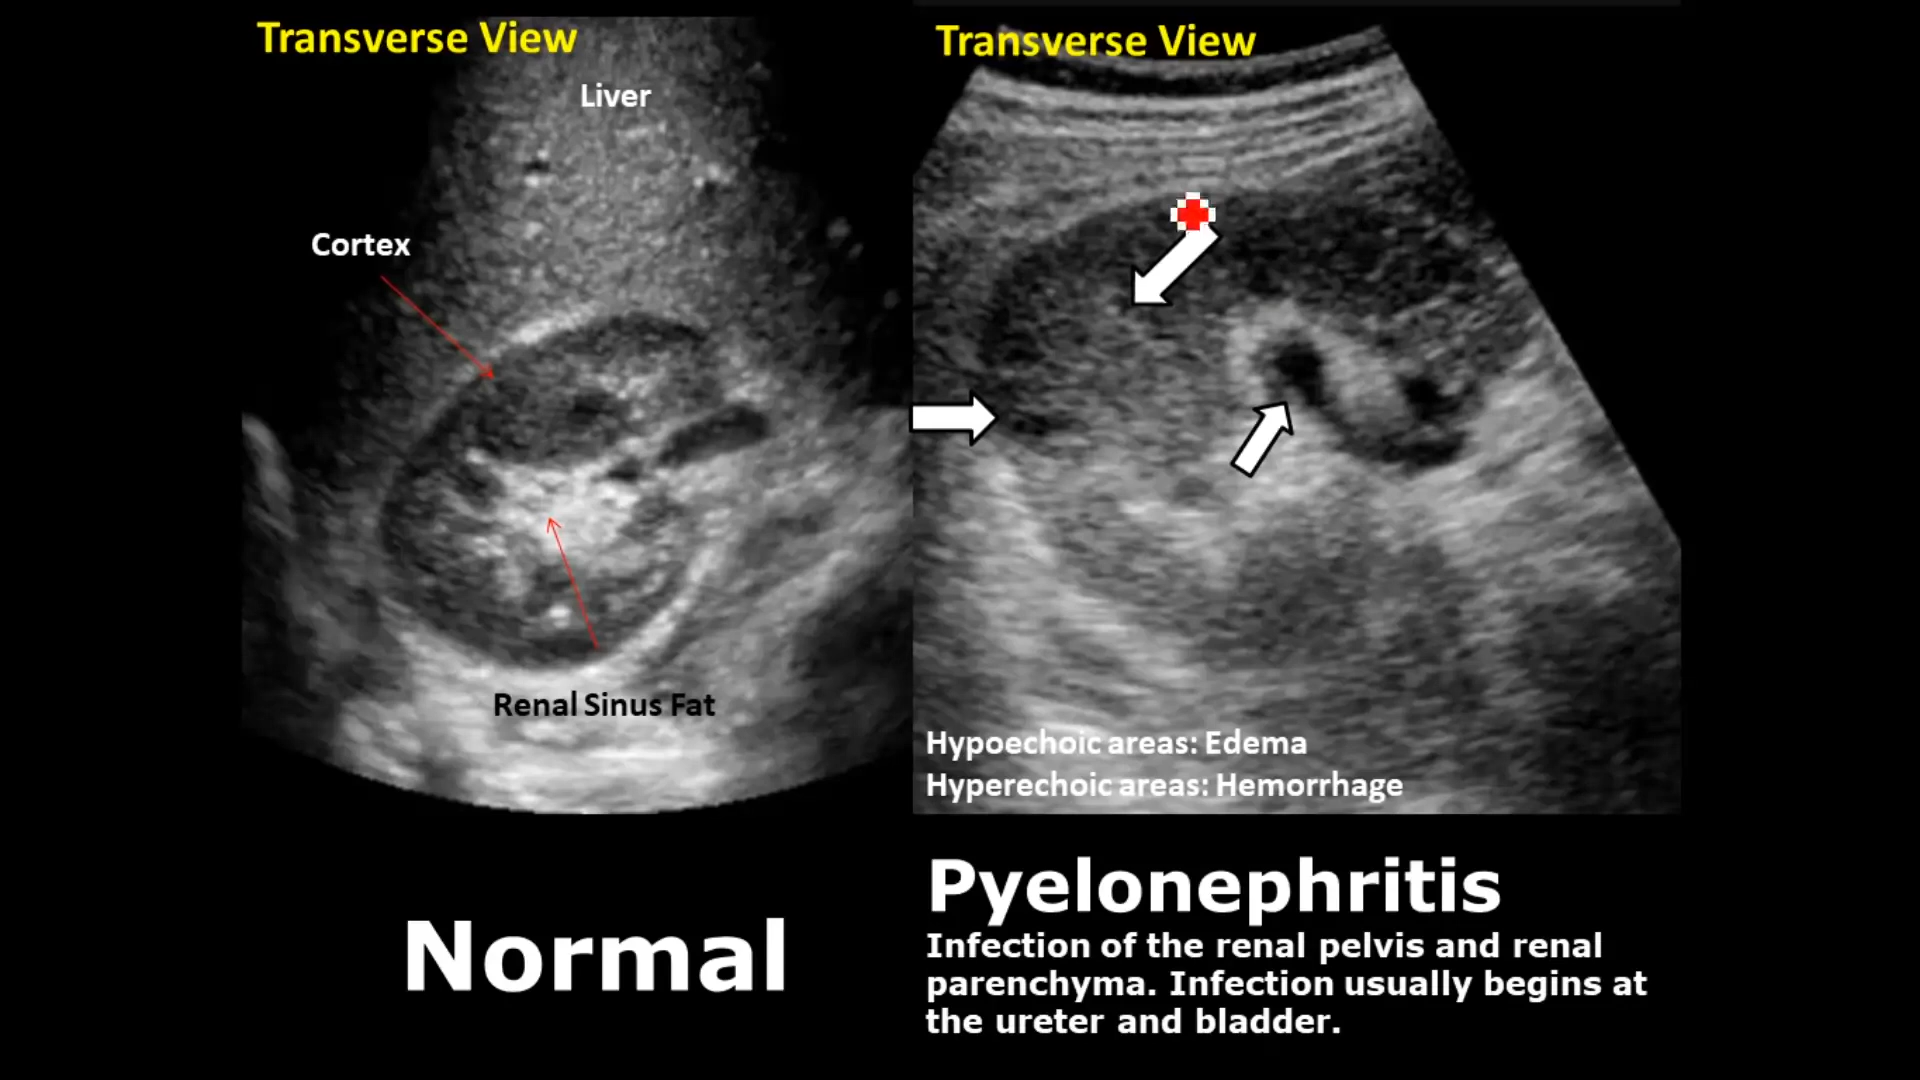 Transverse View
Liver
Cortex
Renal Sinus Fat
Normal
Transverse View
Hypoechoic areas: Edema
Hyperechoic areas: Hemorrhage
Pyelonephritis
Infection of the renal pelvis and renal
parenchyma. Infection usually begins at
the ureter and bladder.